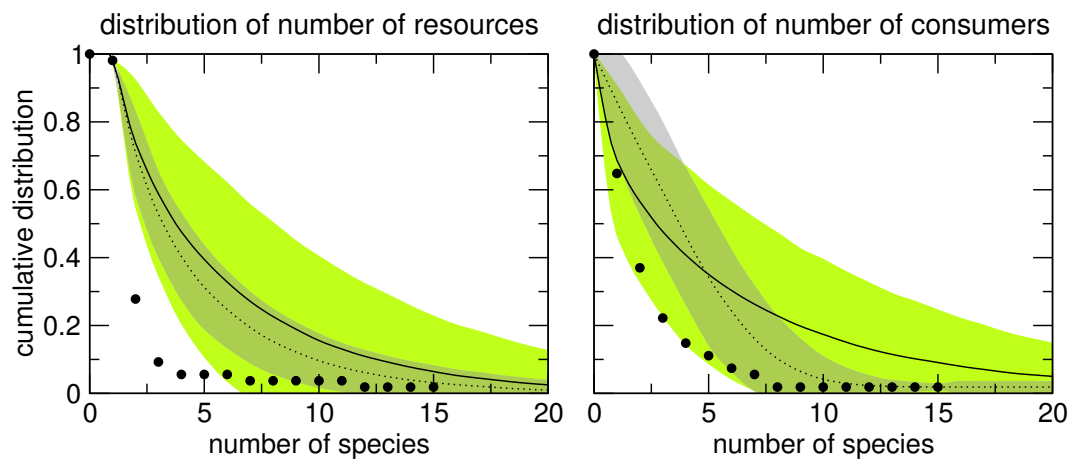 distribution of number of resources
distribution of number of consumers
cumulative distribution
1
0.8
0.6
0.4
0.2
0
0 5 10 15 20
0 5 10 15 20
number of species
number of species